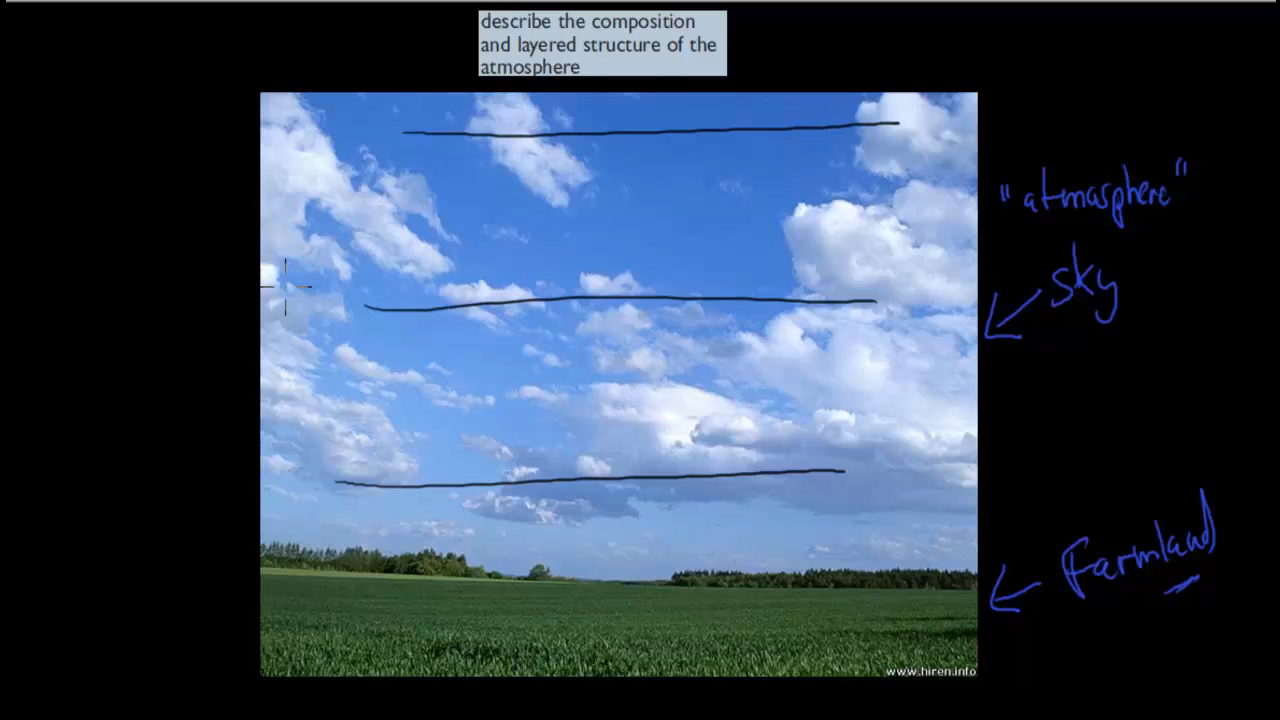 describe the composition
and layered structure of the
atmosphere
"atmosphere"
sky
Farmland
www.hiren.info